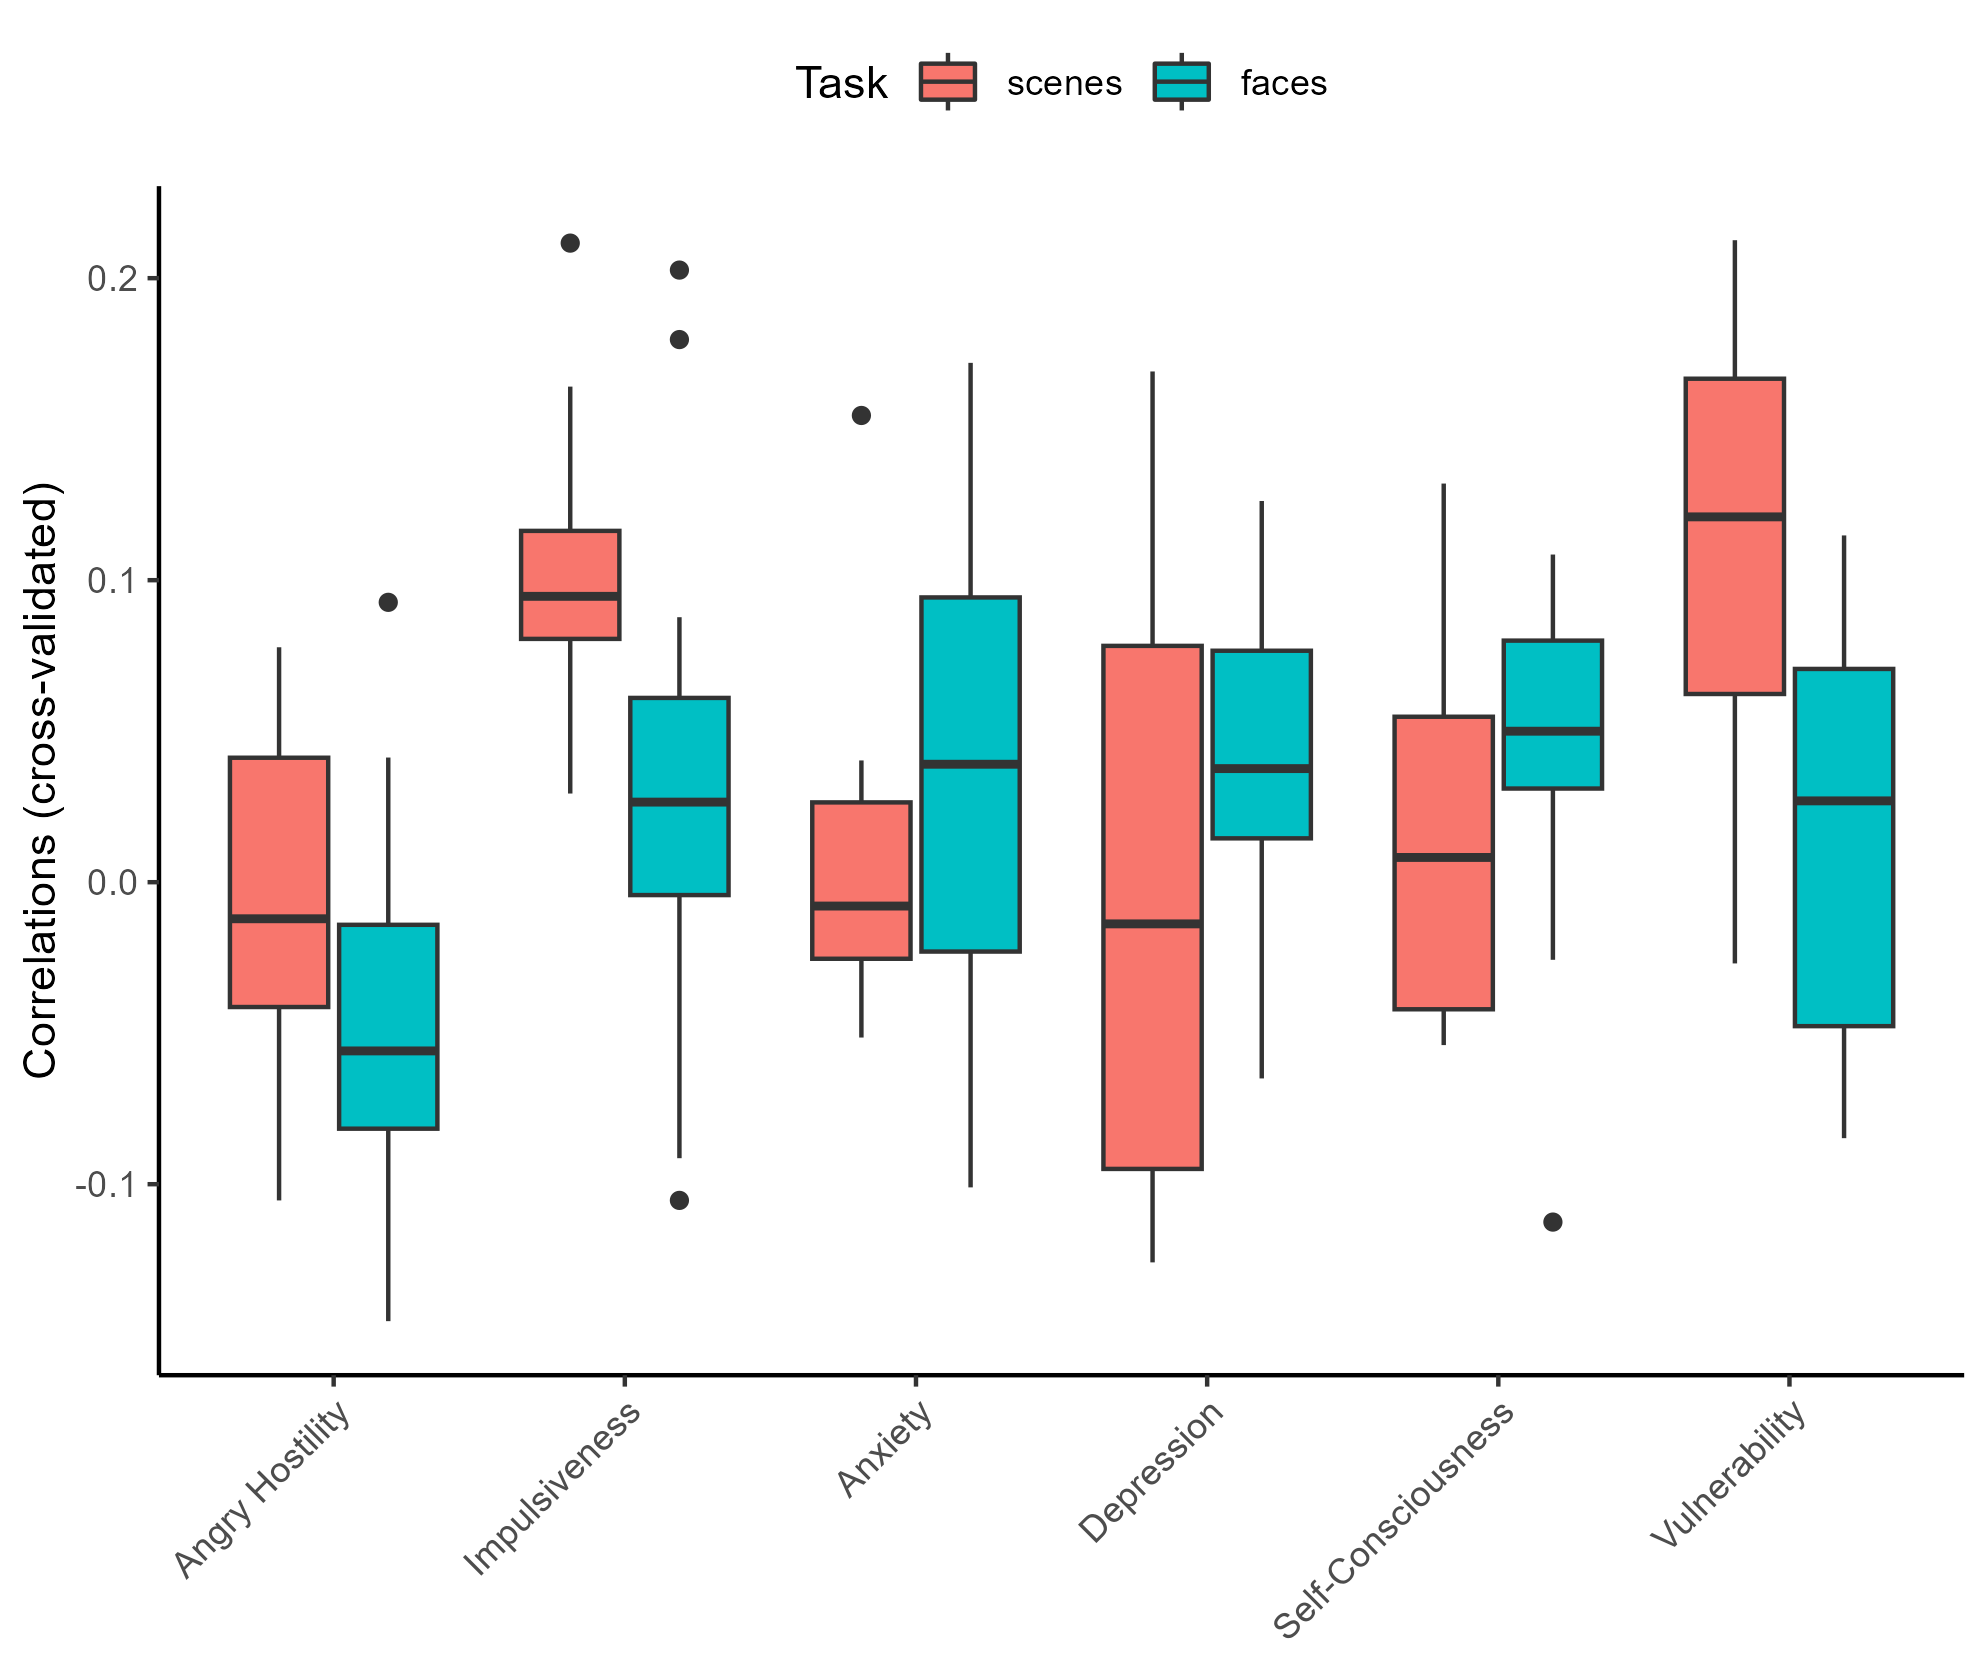 Task scenes faces
Correlations (cross-validated)
0.2
0.1
0.0
-0.1
Angry Hostility
Impulsiveness
Anxiety
Depression
Self-Consciousness
Vulnerability